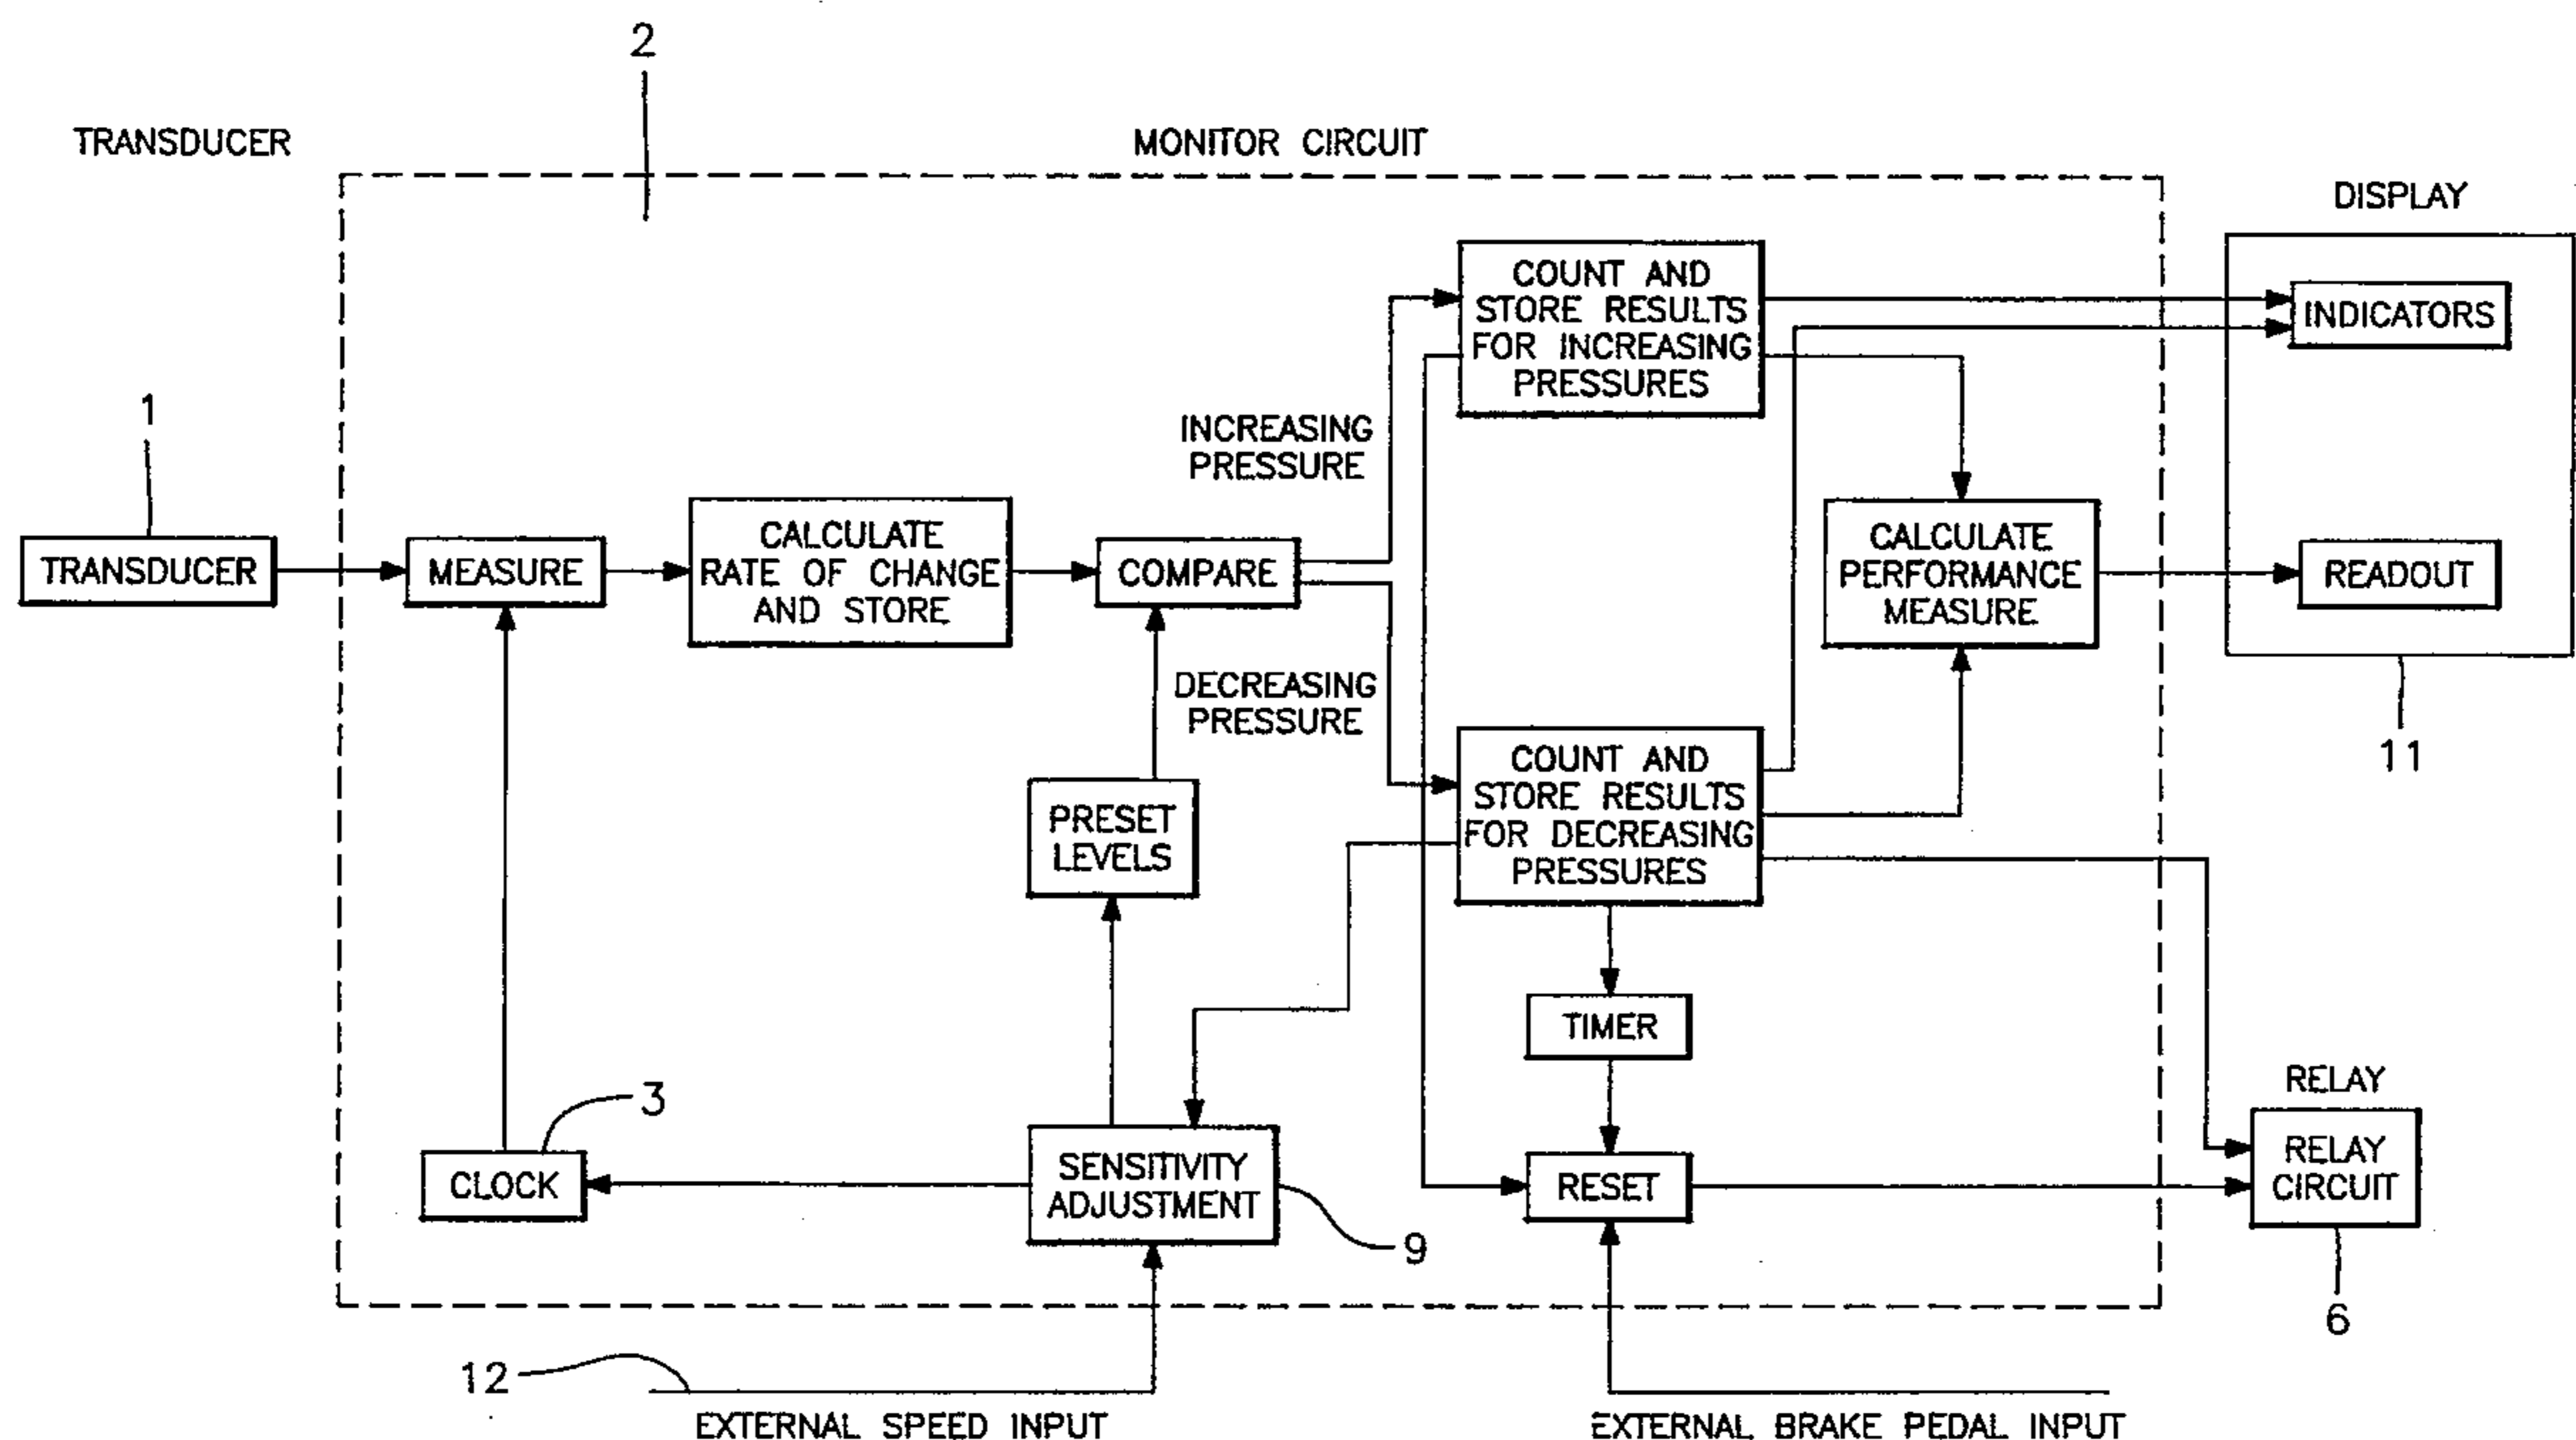 2
TRANSDUCER
MONITOR CIRCUIT
DISPLAY
COUNT AND
STORE RESULTS
FOR INCREASING
PRESSURES
INDICATORS
1
INCREASING
PRESSURE
TRANSDUCER
MEASURE
CALCULATE
RATE OF CHANGE
AND STORE
COMPARE
CALCULATE
PERFORMANCE
MEASURE
READOUT
DECREASING
PRESSURE
11
COUNT AND
STORE RESULTS
FOR DECREASING
PRESSURES
PRESET
LEVELS
TIMER
3
RELAY
CLOCK
SENSITIVITY
ADJUSTMENT
RESET
RELAY
CIRCUIT
9
6
12
EXTERNAL SPEED INPUT
EXTERNAL BRAKE PEDAL INPUT